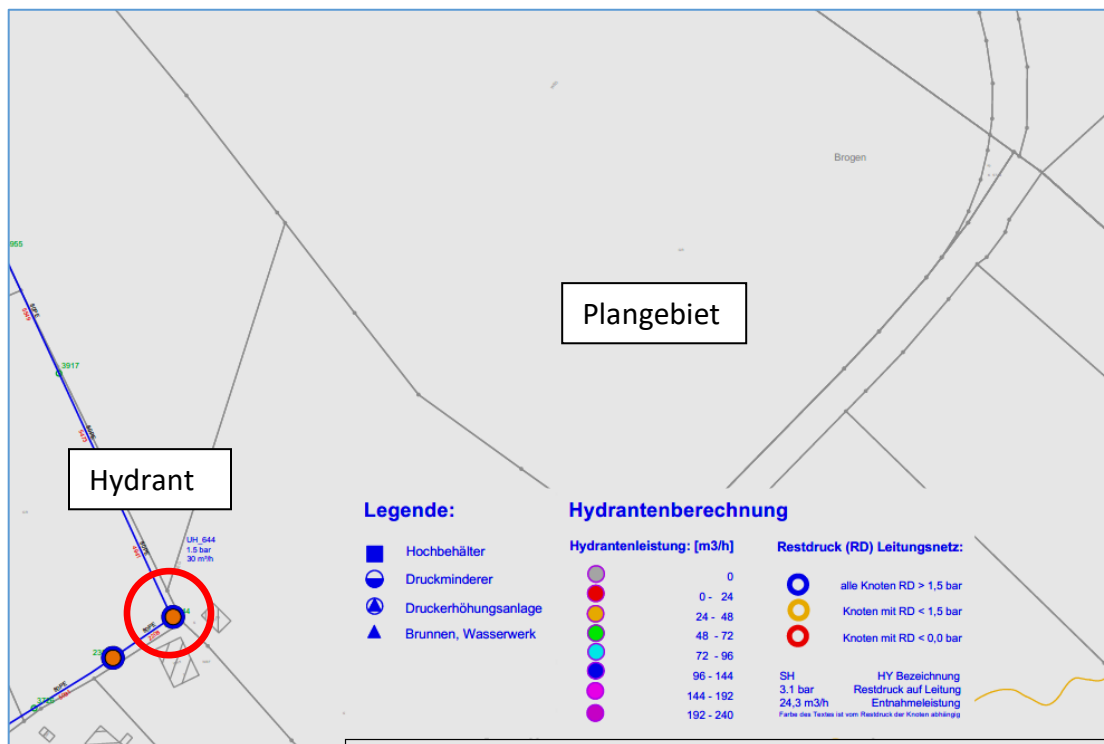 Brogen
955
Plangebiet
3917
Hydrant
UH_644
1.5 bar
30 m³/h
Legende:
Hochbehälter
Druckminderer
Druckerhöhungsanlage
Brunnen, Wasserwerk
Hydrantenberechnung
Hydrantenleistung: [m3/h]
0
0 - 24
24 - 48
48 - 72
72 - 96
96 - 144
144 - 192
192 - 240
Restdruck (RD) Leitungsnetz:
alle Knoten RD > 1,5 bar
Knoten mit RD < 1,5 bar
Knoten mit RD < 0,0 bar
SH HY Bezeichnung
3.1 bar Restdruck auf Leitung
24,3 m3/h Entnahmeleistung
Farbe des Textes ist vom Restdruck der Knoten abhängig